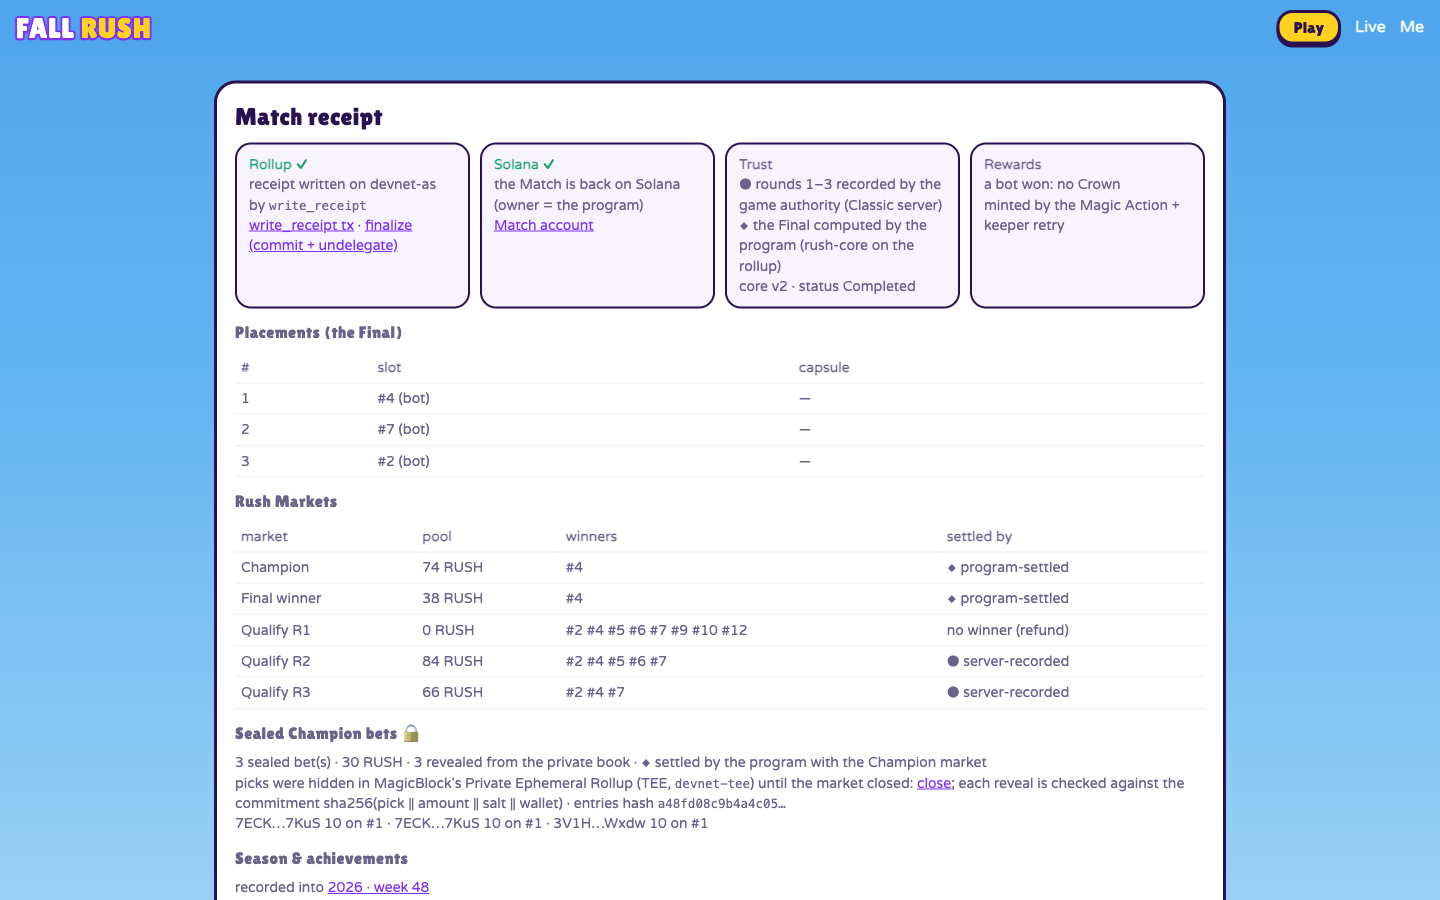 FALL RUSH
Play
Live
Me
Match receipt
Rollup ✓
receipt written on devnet-as
by write_receipt
write_receipt tx · finalize
(commit + undelegate)
Solana ✓
the Match is back on Solana
(owner = the program)
Match account
Trust
● rounds 1–3 recorded by the
game authority (Classic server)
◆ the Final computed by the
program (rush-core on the
rollup)
core v2 · status Completed
Rewards
a bot won: no Crown
minted by the Magic Action +
keeper retry
Placements (the Final)
# slot capsule
1 #4 (bot) —
2 #7 (bot) —
3 #2 (bot) —
Rush Markets
market pool winners settled by
Champion 74 RUSH #4 ◆ program-settled
Final winner 38 RUSH #4 ◆ program-settled
Qualify R1 0 RUSH #2 #4 #5 #6 #7 #9 #10 #12 no winner (refund)
Qualify R2 84 RUSH #2 #4 #5 #6 #7 ● server-recorded
Qualify R3 66 RUSH #2 #4 #7 ● server-recorded
Sealed Champion bets 🔒
3 sealed bet(s) · 30 RUSH · 3 revealed from the private book · ◆ settled by the program with the Champion market
picks were hidden in MagicBlock's Private Ephemeral Rollup (TEE, devnet-tee) until the market closed: close; each reveal is checked against the
commitment sha256(pick ‖ amount ‖ salt ‖ wallet) · entries hash a48fd08c9b4a4c05…
7ECK…7KuS 10 on #1 · 7ECK…7KuS 10 on #1 · 3V1H…Wxdw 10 on #1
Season & achievements
recorded into 2026 · week 48